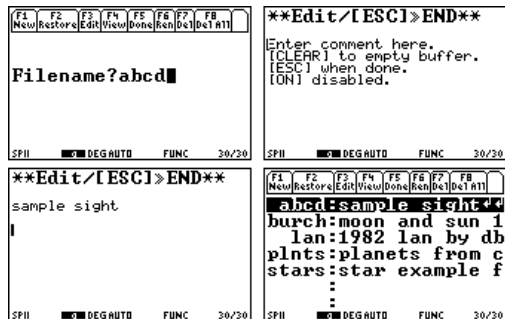 F1 F2 F3 F4 F5 F6 F7 F8
New Restore Edit View Done Ren Del Del All
Filename?abcd
SPII DEG AUTO FUNC 30/30
**Edit/[ESC]»END**
Enter comment here.
[CLEAR] to empty buffer.
[ESC] when done.
[ON] disabled.
SPII DEG AUTO FUNC 30/30
**Edit/[ESC]»END**
sample sight
SPII DEG AUTO FUNC 30/30
F1 F2 F3 F4 F5 F6 F7 F8
New Restore Edit View Done Ren Del Del All
abcd:sample sight↵↵
burch:moon and sun 1
lan:1982 lan by db
plnts:planets from c
stars:star example f
:
:
SPII DEG AUTO FUNC 30/30